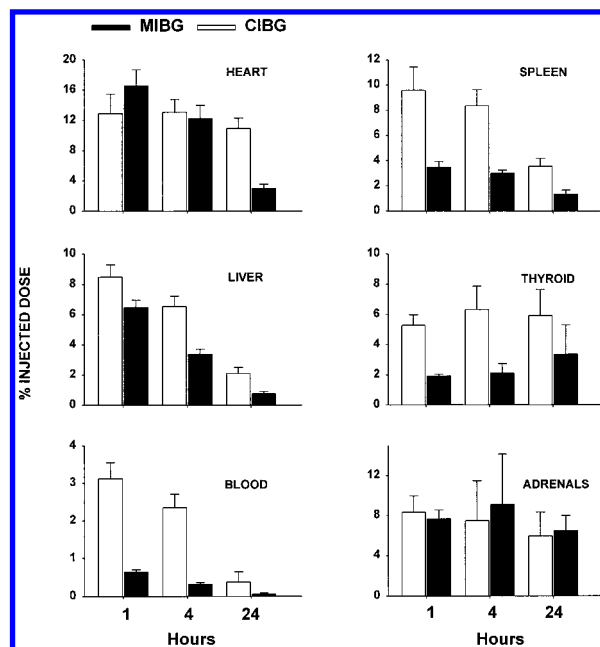 MIBG CIBG
% INJECTED DOSE
HEART
20
16
12
8
4
0
SPLEEN
12
10
8
6
4
2
0
LIVER
10
8
6
4
2
0
THYROID
10
8
6
4
2
0
BLOOD
4
3
2
1
0
1 4 24
Hours
ADRENALS
12
8
4
0
1 4 24
Hours